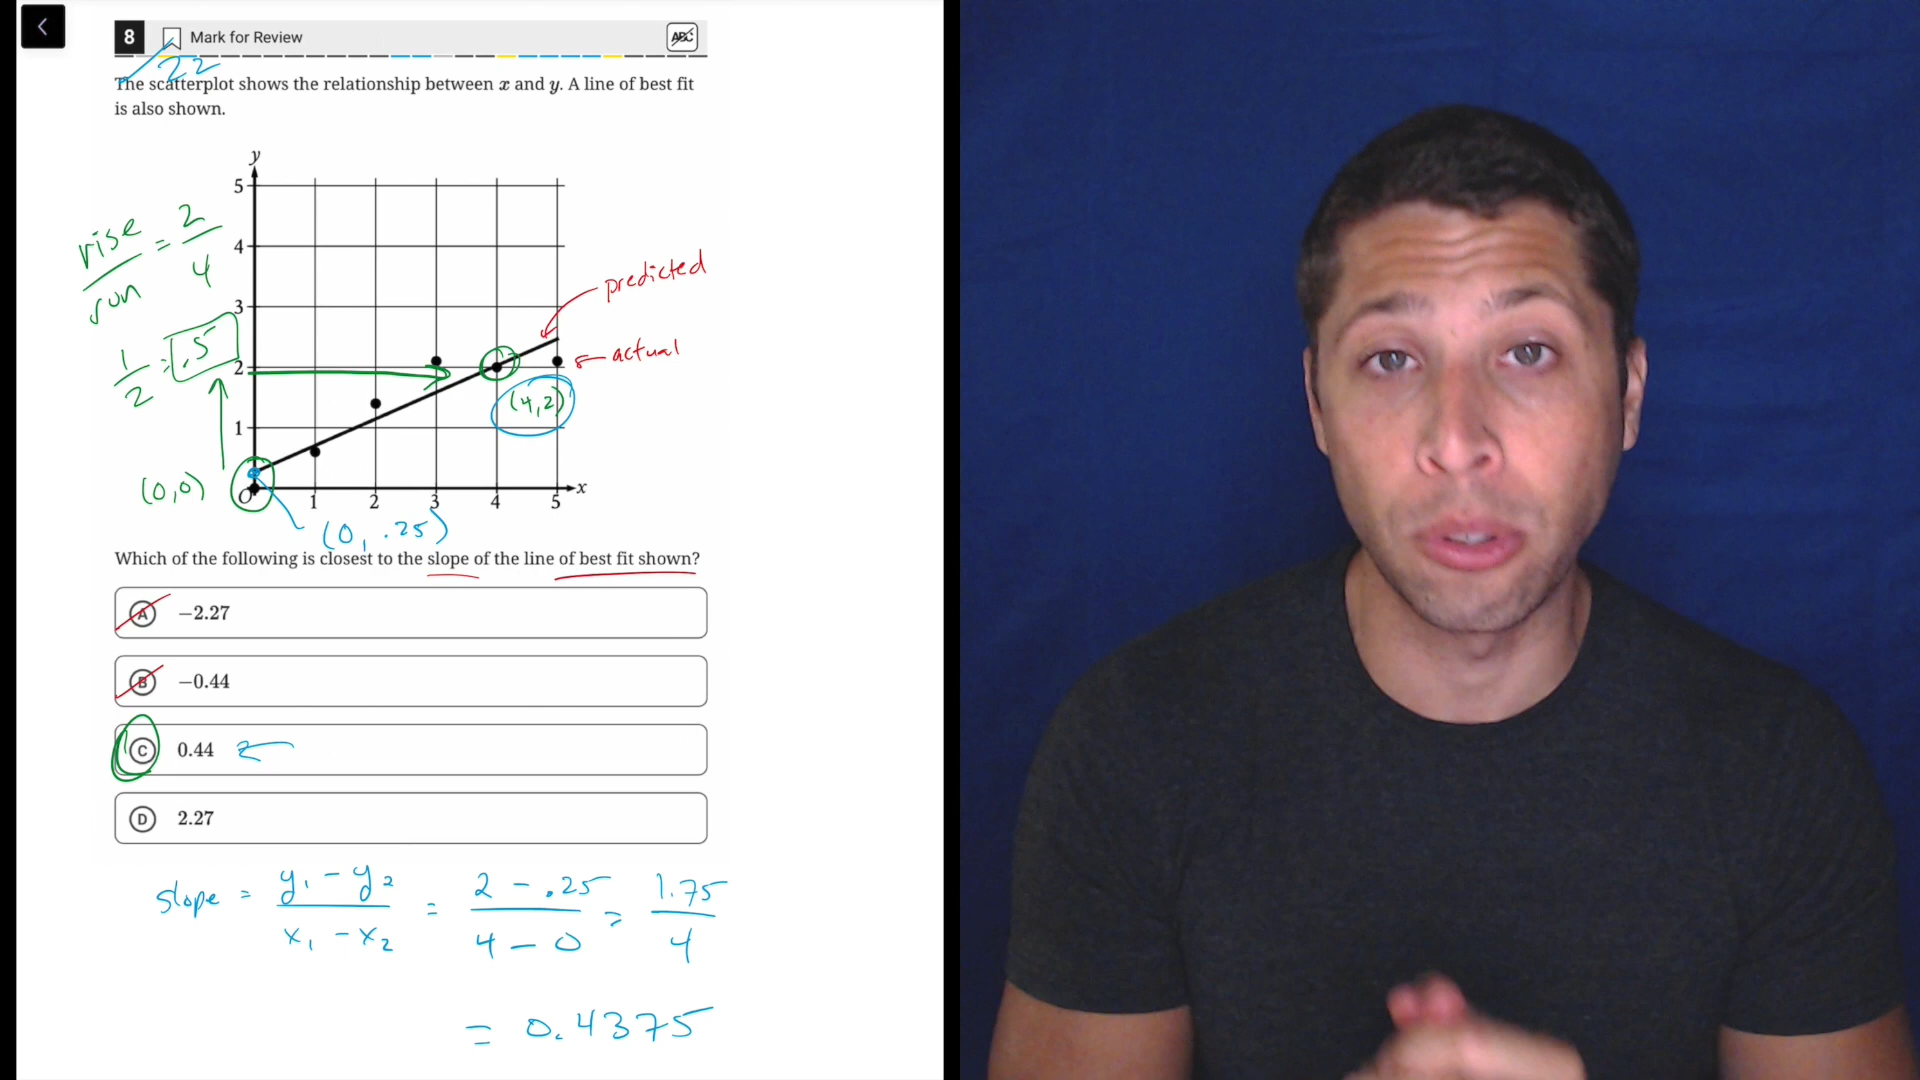 8 Mark for Review ABC
22
The scatterplot shows the relationship between x and y. A line of best fit
is also shown.
y
5
4
3
2
1
O
1 2 3 4 5 x
rise/run = 2/4
1/2 = .5
predicted
actual
(4,2)
(0,0)
(0, .25)
Which of the following is closest to the slope of the line of best fit shown?
A −2.27
B −0.44
C 0.44
D 2.27
slope = y₁ - y₂ / x₁ - x₂ = 2 - .25 / 4 - 0 = 1.75 / 4
= 0.4375